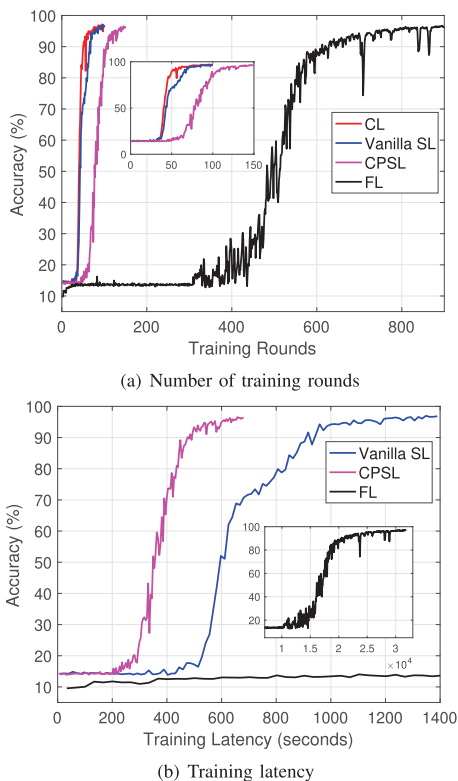 100
90
80
70
60
50
40
30
20
10
Accuracy (%)
100
50
0
0 50 100 150
CL
Vanilla SL
CPSL
FL
0 200 400 600 800
Training Rounds
(a) Number of training rounds
100
90
80
70
60
50
40
30
20
10
Accuracy (%)
Vanilla SL
CPSL
FL
100
80
60
40
20
1 1.5 2 2.5 3
×10⁴
0 200 400 600 800 1000 1200 1400
Training Latency (seconds)
(b) Training latency